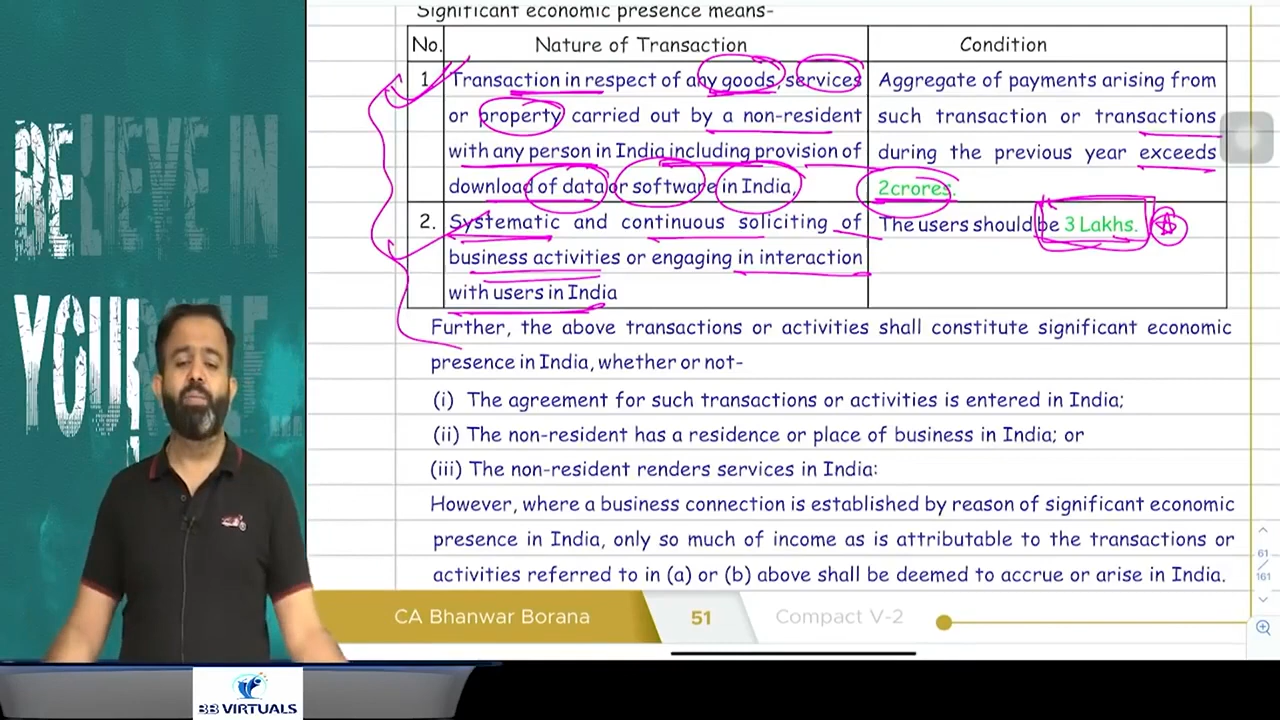 Significant economic presence means-
No. Nature of Transaction Condition
1. Transaction in respect of any goods, services Aggregate of payments arising from
or property carried out by a non-resident such transaction or transactions
with any person in India including provision of during the previous year exceeds
download of data or software in India, 2crores.
2. Systematic and continuous soliciting of The users should be 3 Lakhs.
business activities or engaging in interaction
with users in India
Further, the above transactions or activities shall constitute significant economic
presence in India, whether or not-
(i) The agreement for such transactions or activities is entered in India;
(ii) The non-resident has a residence or place of business in India; or
(iii) The non-resident renders services in India:
However, where a business connection is established by reason of significant economic
presence in India, only so much of income as is attributable to the transactions or
activities referred to in (a) or (b) above shall be deemed to accrue or arise in India.
CA Bhanwar Borana 51 Compact V-2
61
/
161
BELIEVE IN
BB VIRTUALS